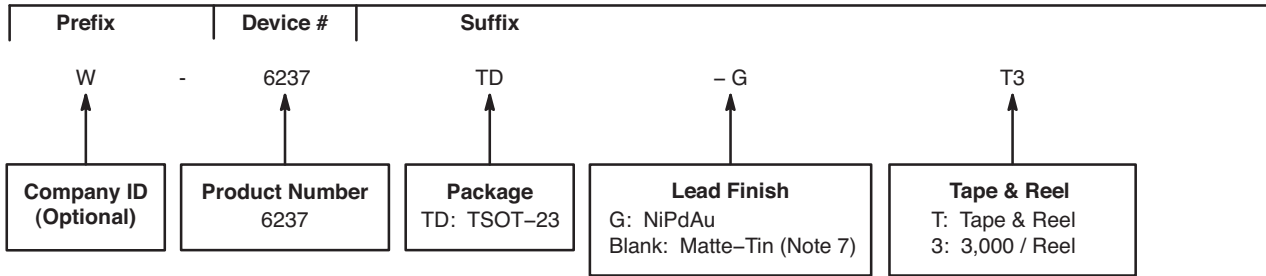 Prefix Device # Suffix
W - 6237 TD – G T3
Company ID
(Optional)
Product Number
6237
Package
TD: TSOT–23
Lead Finish
G: NiPdAu
Blank: Matte–Tin (Note 7)
Tape & Reel
T: Tape & Reel
3: 3,000 / Reel